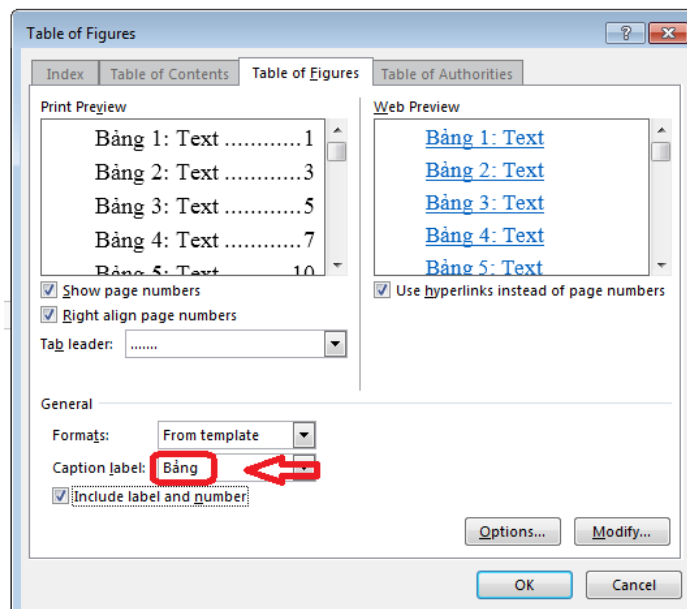 Table of Figures
Index Table of Contents Table of Figures Table of Authorities
Print Preview
Bảng 1: Text ............1
Bảng 2: Text ............3
Bảng 3: Text ............5
Bảng 4: Text ............7
Bảng 5: Text ..........10
Show page numbers
Right align page numbers
Tab leader: .......
Web Preview
Bảng 1: Text
Bảng 2: Text
Bảng 3: Text
Bảng 4: Text
Bảng 5: Text
Use hyperlinks instead of page numbers
General
Formats: From template
Caption label: Bảng
Include label and number
Options... Modify...
OK Cancel